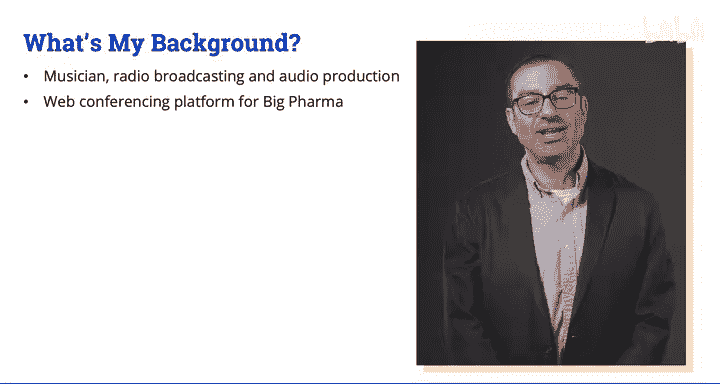 What's My Background?
• Musician, radio broadcasting and audio production
• Web conferencing platform for Big Pharma